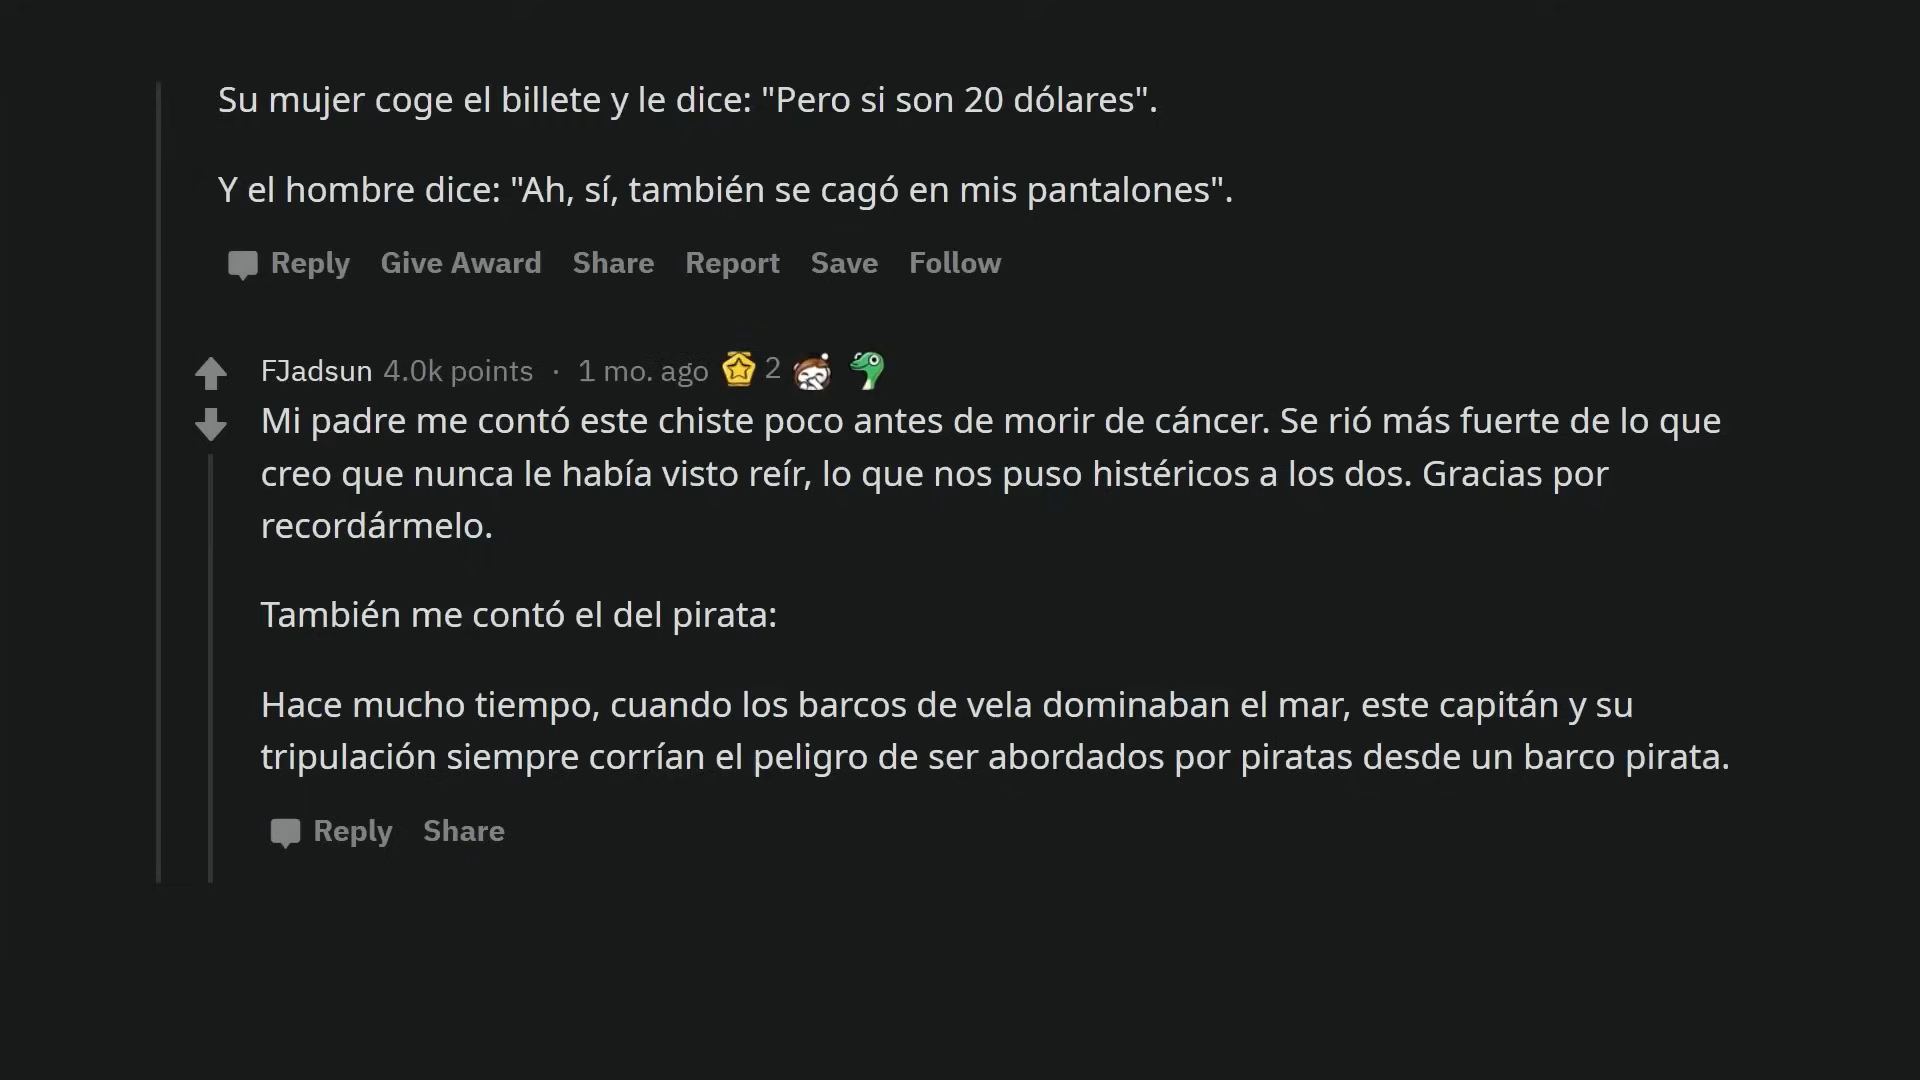 Su mujer coge el billete y le dice: "Pero si son 20 dólares".
Y el hombre dice: "Ah, sí, también se cagó en mis pantalones".
Reply Give Award Share Report Save Follow
FJadsun 4.0k points · 1 mo. ago 2
Mi padre me contó este chiste poco antes de morir de cáncer. Se rió más fuerte de lo que
creo que nunca le había visto reír, lo que nos puso histéricos a los dos. Gracias por
recordármelo.
También me contó el del pirata:
Hace mucho tiempo, cuando los barcos de vela dominaban el mar, este capitán y su
tripulación siempre corrían el peligro de ser abordados por piratas desde un barco pirata.
Reply Share